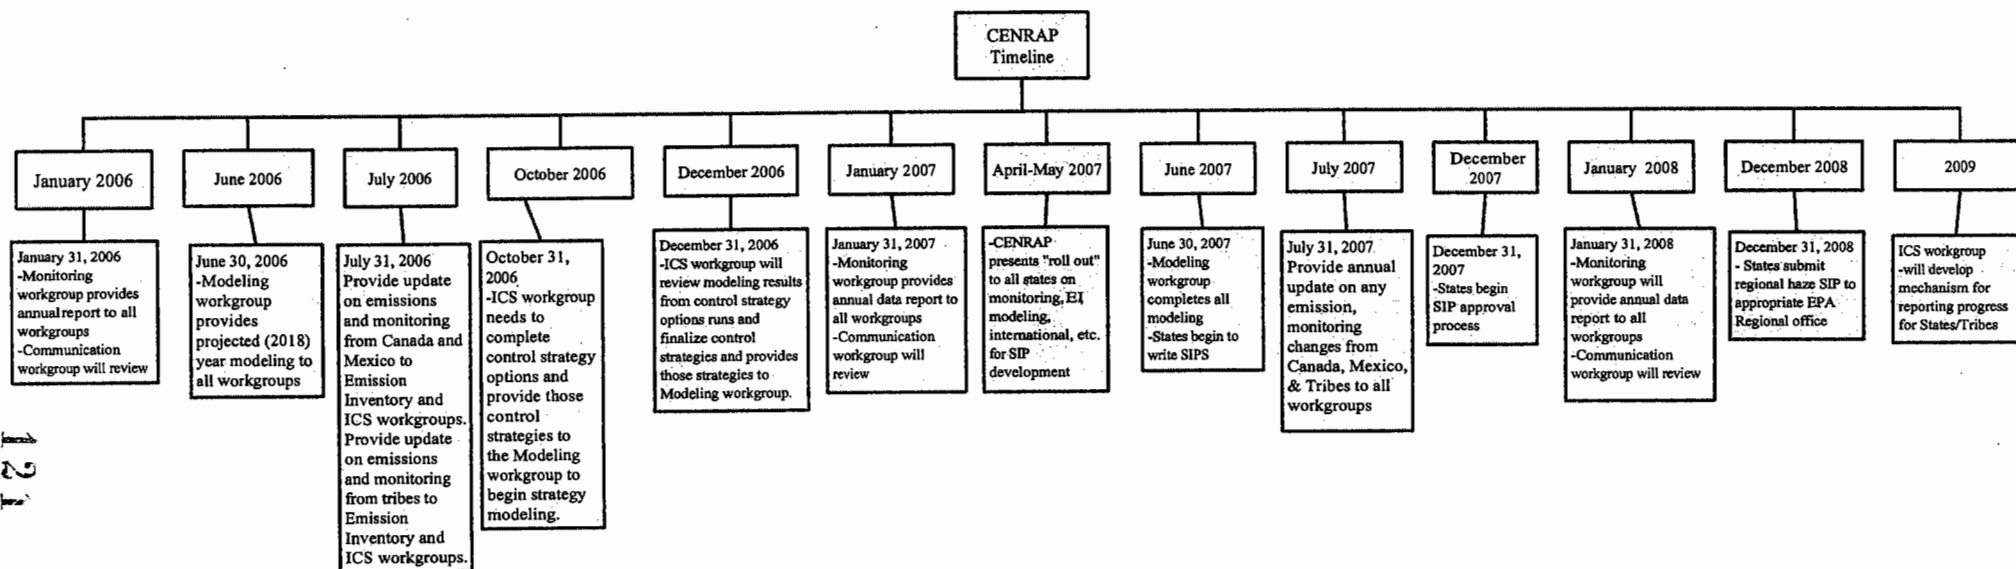 CENRAP
Timeline
January 2006
June 2006
July 2006
October 2006
December 2006
January 2007
April-May 2007
June 2007
July 2007
December
2007
January 2008
December 2008
2009
January 31, 2006
-Monitoring
workgroup provides
annual report to all
workgroups
-Communication
workgroup will review
June 30, 2006
-Modeling
workgroup
provides
projected (2018)
year modeling to
all workgroups
July 31, 2006
Provide update
on emissions
and monitoring
from Canada and
Mexico to
Emission
Inventory and
ICS workgroups.
Provide update
on emissions
and monitoring
from tribes to
Emission
Inventory and
ICS workgroups.
October 31,
2006
-ICS workgroup
needs to
complete
control strategy
options and
provide those
control
strategies to
the Modeling
workgroup to
begin strategy
modeling.
December 31, 2006
-ICS workgroup will
review modeling results
from control strategy
options runs and
finalize control
strategies and provides
those strategies to
Modeling workgroup.
January 31, 2007
-Monitoring
workgroup provides
annual data report to
all workgroups
-Communication
workgroup will
review
-CENRAP
presents "roll out"
to all states on
monitoring, EI
modeling,
international, etc.
for SIP
development
June 30, 2007
-Modeling
workgroup
completes all
modeling
-States begin to
write SIPS
July 31, 2007
Provide annual
update on any
emission,
monitoring
changes from
Canada, Mexico,
& Tribes to all
workgroups
December 31,
2007
-States begin
SIP approval
process
January 31, 2008
-Monitoring
workgroup will
provide annual data
report to all
workgroups
-Communication
workgroup will review
December 31, 2008
- States submit
regional haze SIP to
appropriate EPA
Regional office
ICS workgroup
-will develop
mechanism for
reporting progress
for States/Tribes
121